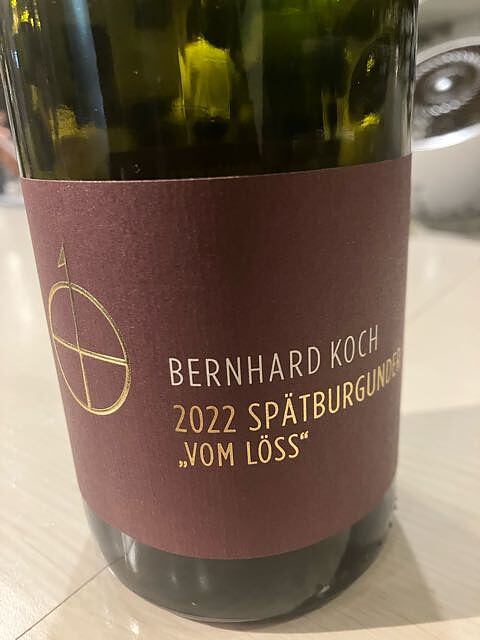 BERNHARD KOCH
2022 SPÄTBURGUNDER
„VOM LÖSS“